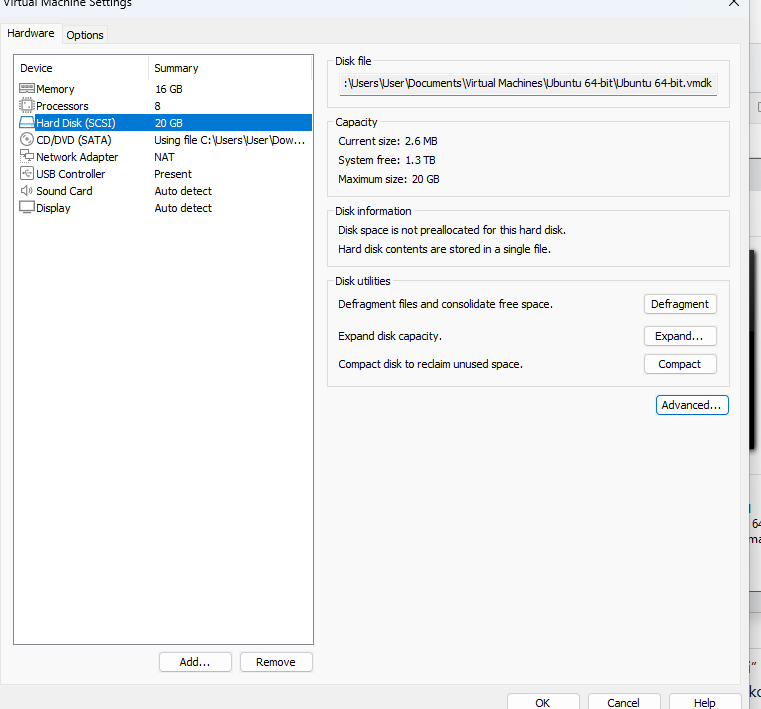 Virtual Machine Settings
Hardware
Options
Device Summary
Memory 16 GB
Processors 8
Hard Disk (SCSI) 20 GB
CD/DVD (SATA) Using file C:\Users\User\Dow...
Network Adapter NAT
USB Controller Present
Sound Card Auto detect
Display Auto detect
Add...
Remove
Disk file
:\Users\User\Documents\Virtual Machines\Ubuntu 64-bit\Ubuntu 64-bit.vmdk
Capacity
Current size: 2.6 MB
System free: 1.3 TB
Maximum size: 20 GB
Disk information
Disk space is not preallocated for this hard disk.
Hard disk contents are stored in a single file.
Disk utilities
Defragment files and consolidate free space.
Defragment
Expand disk capacity.
Expand...
Compact disk to reclaim unused space.
Compact
Advanced...
OK
Cancel
Help